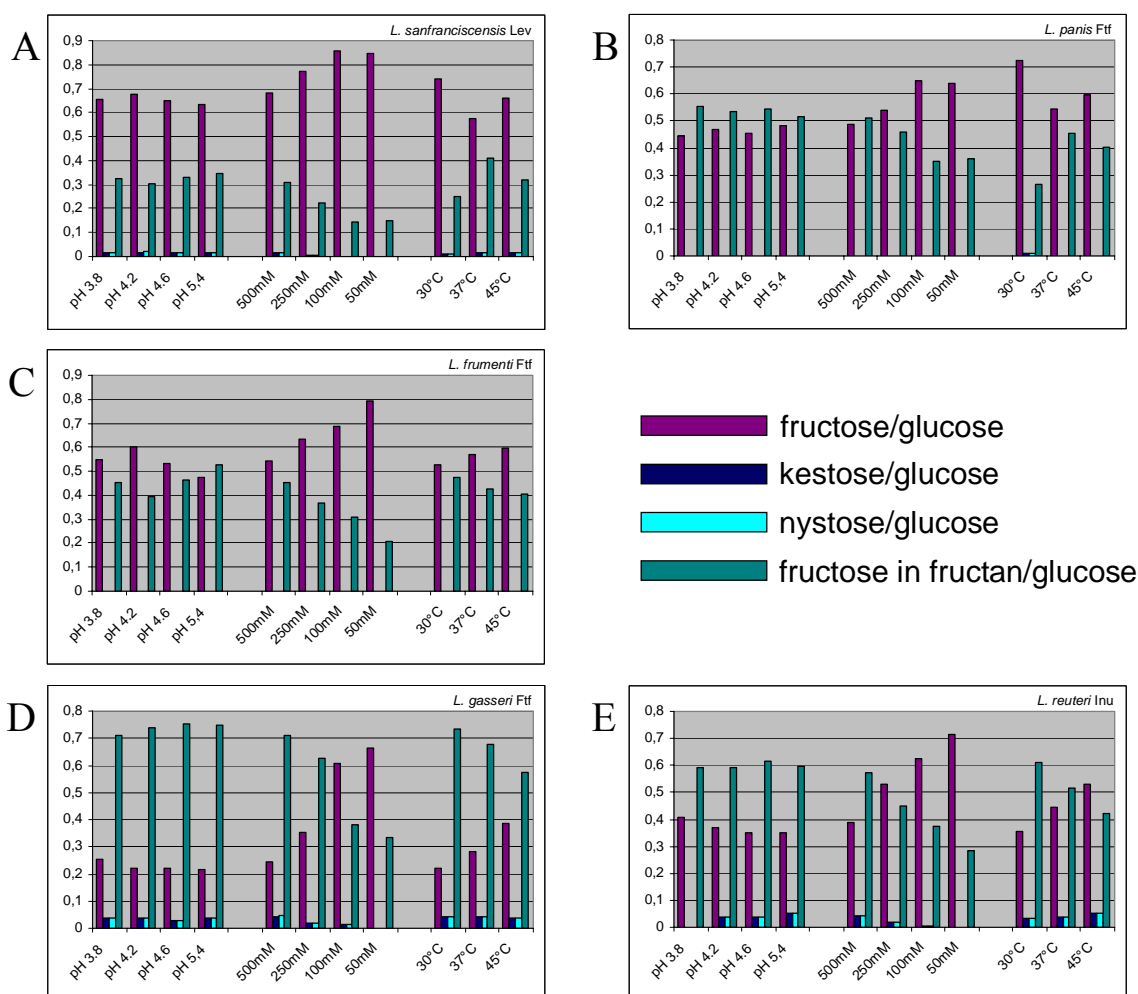 A
L. sanfranciscensis Lev
0,9
0,8
0,7
0,6
0,5
0,4
0,3
0,2
0,1
0
pH 3.8
pH 4.2
pH 4.6
pH 5,4
500mM
250mM
100mM
50mM
30°C
37°C
45°C
B
L. panis Ftf
0,8
0,7
0,6
0,5
0,4
0,3
0,2
0,1
0
pH 3.8
pH 4.2
pH 4.6
pH 5,4
500mM
250mM
100mM
50mM
30°C
37°C
45°C
C
L. frumenti Ftf
0,9
0,8
0,7
0,6
0,5
0,4
0,3
0,2
0,1
0
pH 3.8
pH 4.2
pH 4.6
pH 5,4
500mM
250mM
100mM
50mM
30°C
37°C
45°C
fructose/glucose
kestose/glucose
nystose/glucose
fructose in fructan/glucose
D
L. gasseri Ftf
0,8
0,7
0,6
0,5
0,4
0,3
0,2
0,1
0
pH 3.8
pH 4.2
pH 4.6
pH 5,4
500mM
250mM
100mM
50mM
30°C
37°C
45°C
E
L. reuteri Inu
0,8
0,7
0,6
0,5
0,4
0,3
0,2
0,1
0
pH 3.8
pH 4.2
pH 4.6
pH 5,4
500mM
250mM
100mM
50mM
30°C
37°C
45°C